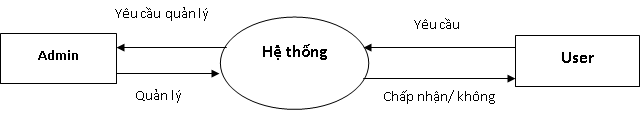 Yêu cầu quản lý
Yêu cầu
Admin
Hệ thống
User
Quản lý
Chấp nhận/ không